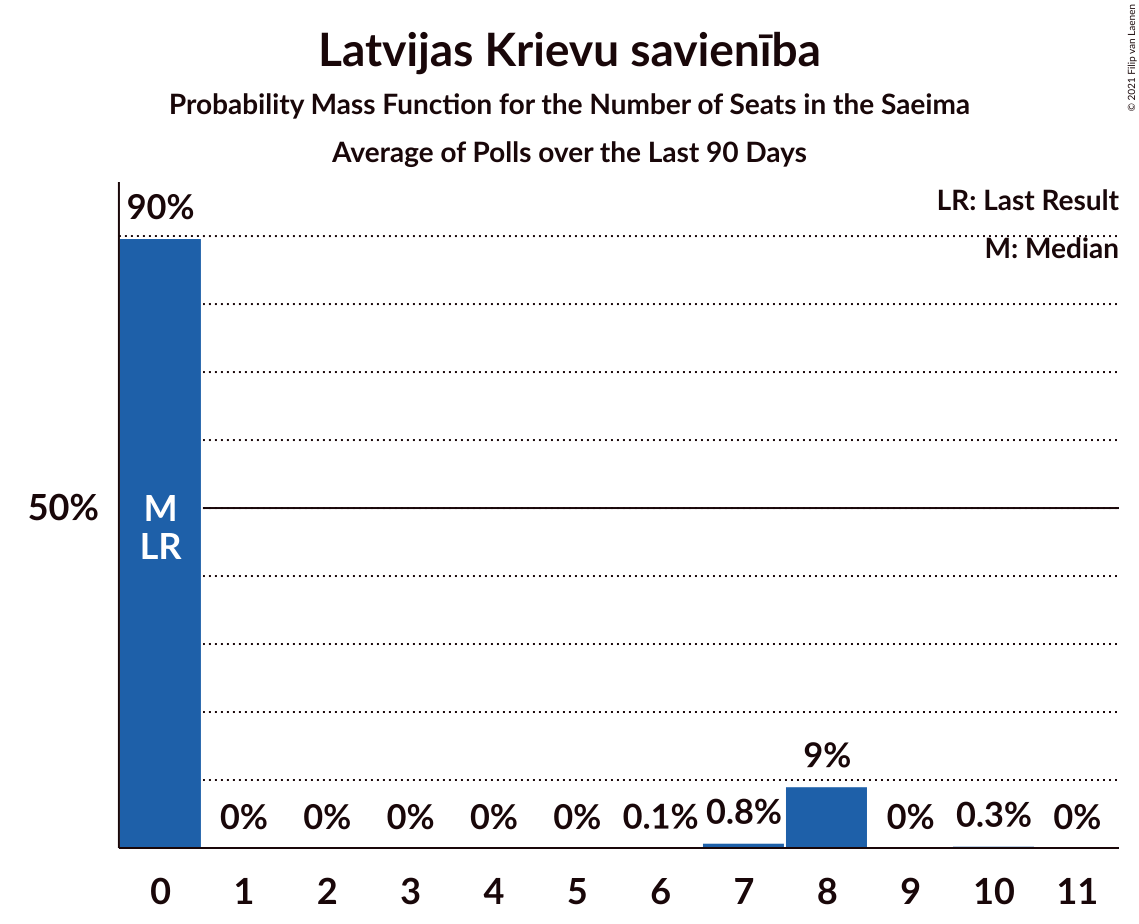 Latvijas Krievu savienība
Probability Mass Function for the Number of Seats in the Saeima
Average of Polls over the Last 90 Days
© 2021 Filip van Laenen
LR: Last Result
M: Median
90%
50%
M
LR
0% 0% 0% 0% 0% 0.1% 0.8% 9% 0% 0.3% 0%
0 1 2 3 4 5 6 7 8 9 10 11